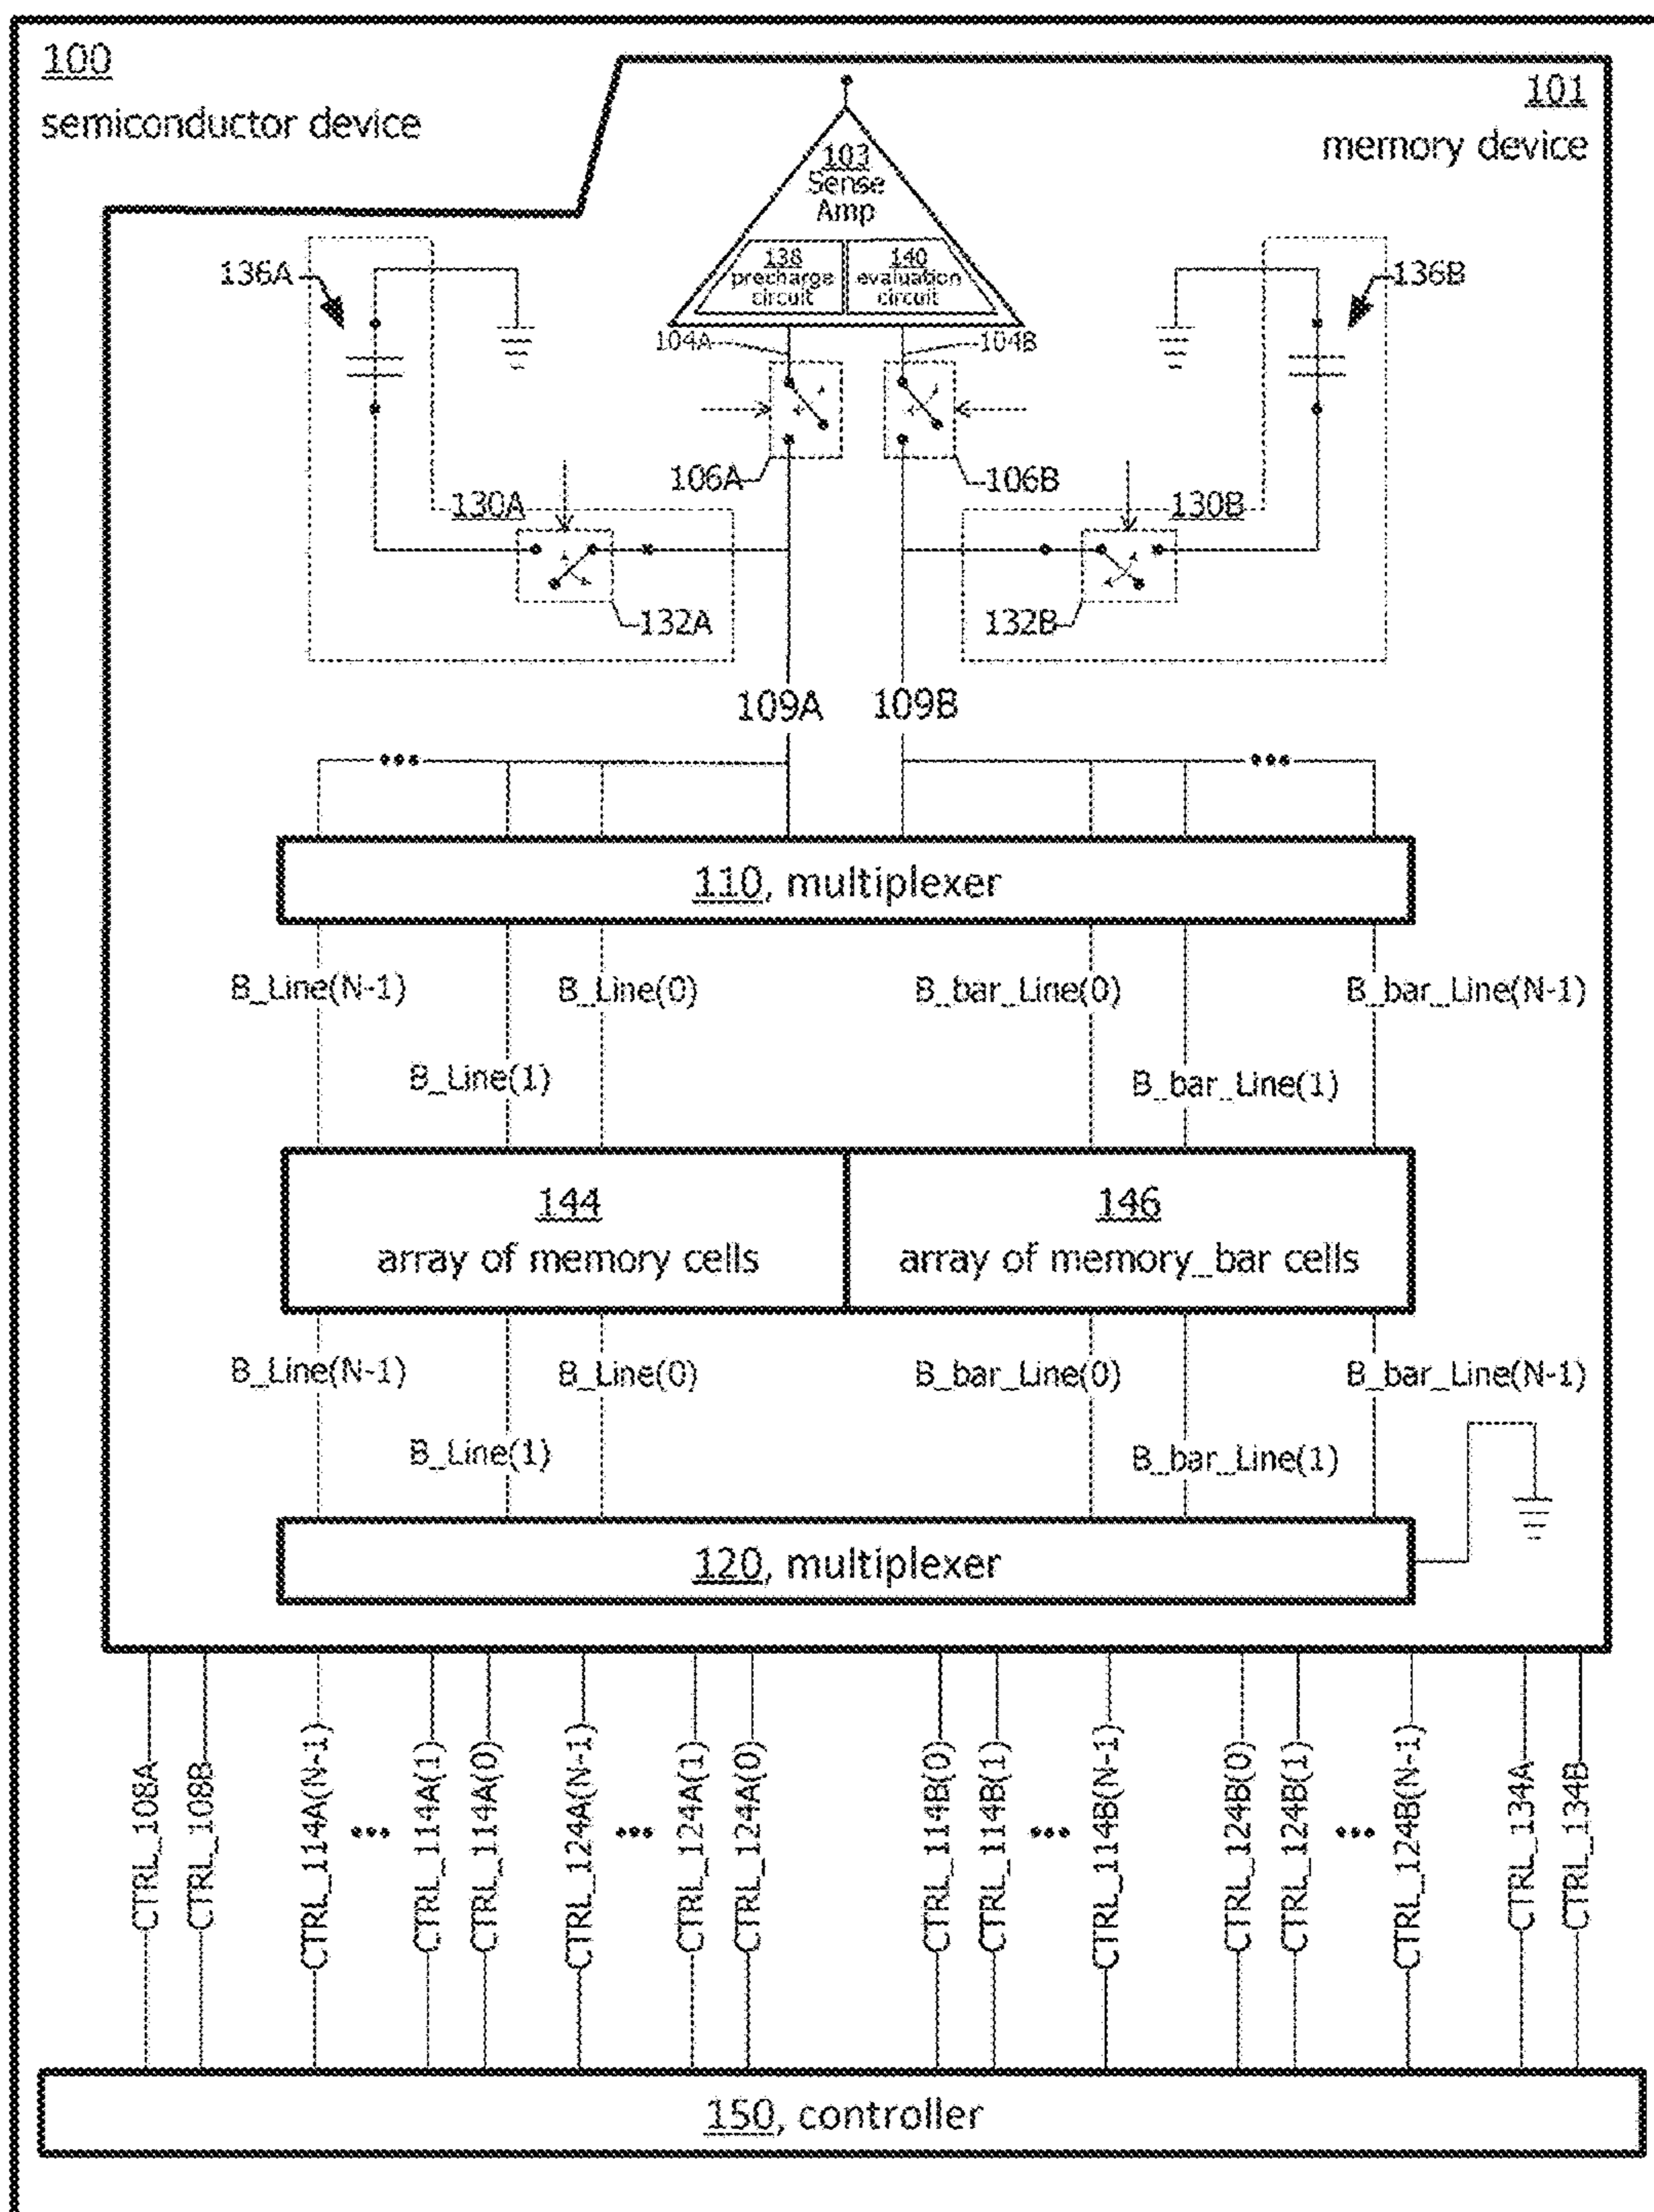 100
semiconductor device
101
memory device
103
Sense
Amp
138
precharge
circuit
140
evaluation
circuit
136A
136B
104A
104B
106A
106B
130A
130B
132A
132B
109A
109B
110, multiplexer
B_Line(N-1)
B_Line(0)
B_bar_Line(0)
B_bar_Line(N-1)
B_Line(1)
B_bar_Line(1)
144
array of memory cells
146
array of memory_bar cells
B_Line(N-1)
B_Line(0)
B_bar_Line(0)
B_bar_Line(N-1)
B_Line(1)
B_bar_Line(1)
120, multiplexer
CTRL_108A
CTRL_108B
CTRL_114A(N-1)
CTRL_114A(1)
CTRL_114A(0)
CTRL_124A(N-1)
CTRL_124A(1)
CTRL_124A(0)
CTRL_114B(0)
CTRL_114B(1)
CTRL_114B(N-1)
CTRL_124B(0)
CTRL_124B(1)
CTRL_124B(N-1)
CTRL_134A
CTRL_134B
150, controller